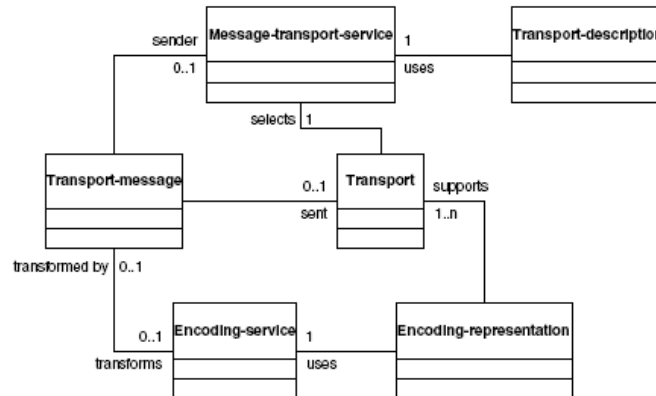 sender
Message-transport-service
1
Transport-description
0..1
uses
selects
1
Transport-message
0..1
Transport
supports
sent
1..n
transformed by
0..1
0..1
Encoding-service
1
Encoding-representation
transforms
uses